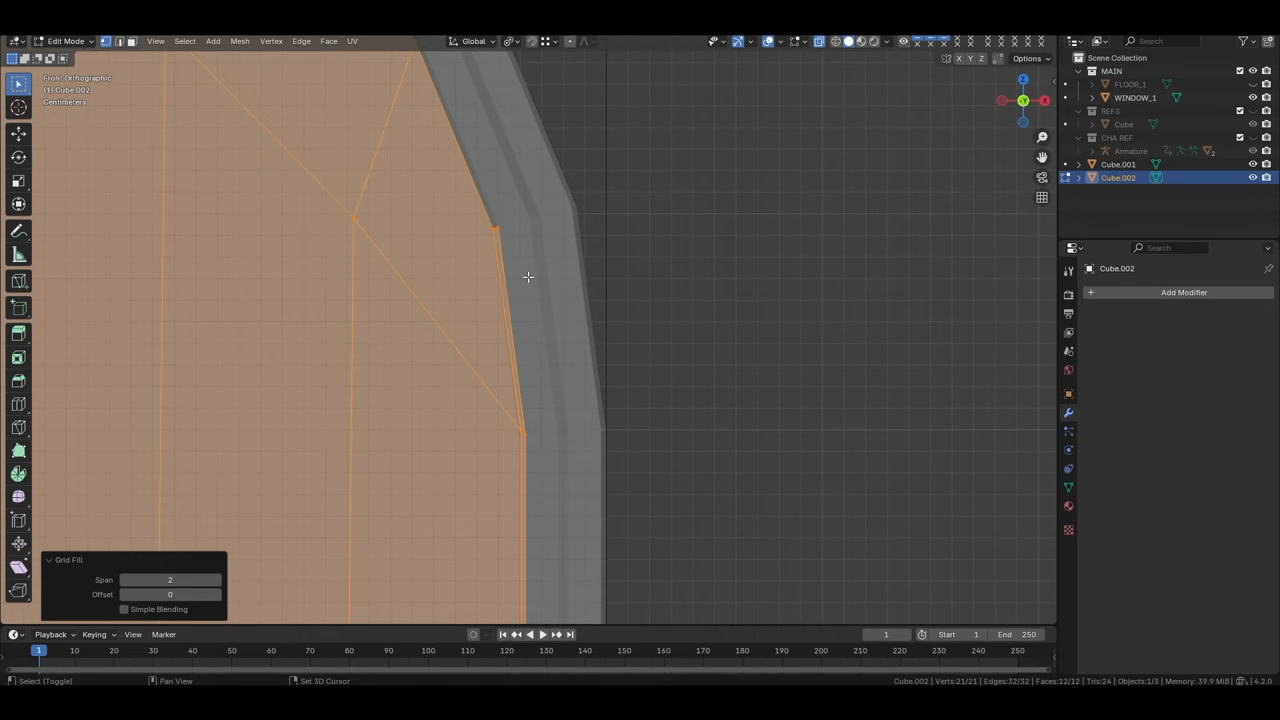 Edit Mode View Select Add Mesh Vertex Edge Face UV Global Search
X Y Z Options
Front Orthographic
(1) Cube.002
Centimeters
Z
-Y X
Scene Collection
MAIN
FLOOR_1
WINDOW_1
REFS
Cube
CHA REF
Armature 2
Cube.001
Cube.002
Search
Cube.002
+ Add Modifier
Grid Fill
Span 2
Offset 0
Simple Blending
Playback Keying View Marker 1 Start 1 End 250
1 10 20 30 40 50 60 70 80 90 100 110 120 130 140 150 160 170 180 190 200 210 220 230 240 250
Select (Toggle) Pan View Set 3D Cursor Cube.002 | Verts:21/21 | Edges:32/32 | Faces:12/12 | Tris:24 | Objects:1/3 | Memory: 39.9 MiB 4.2.0